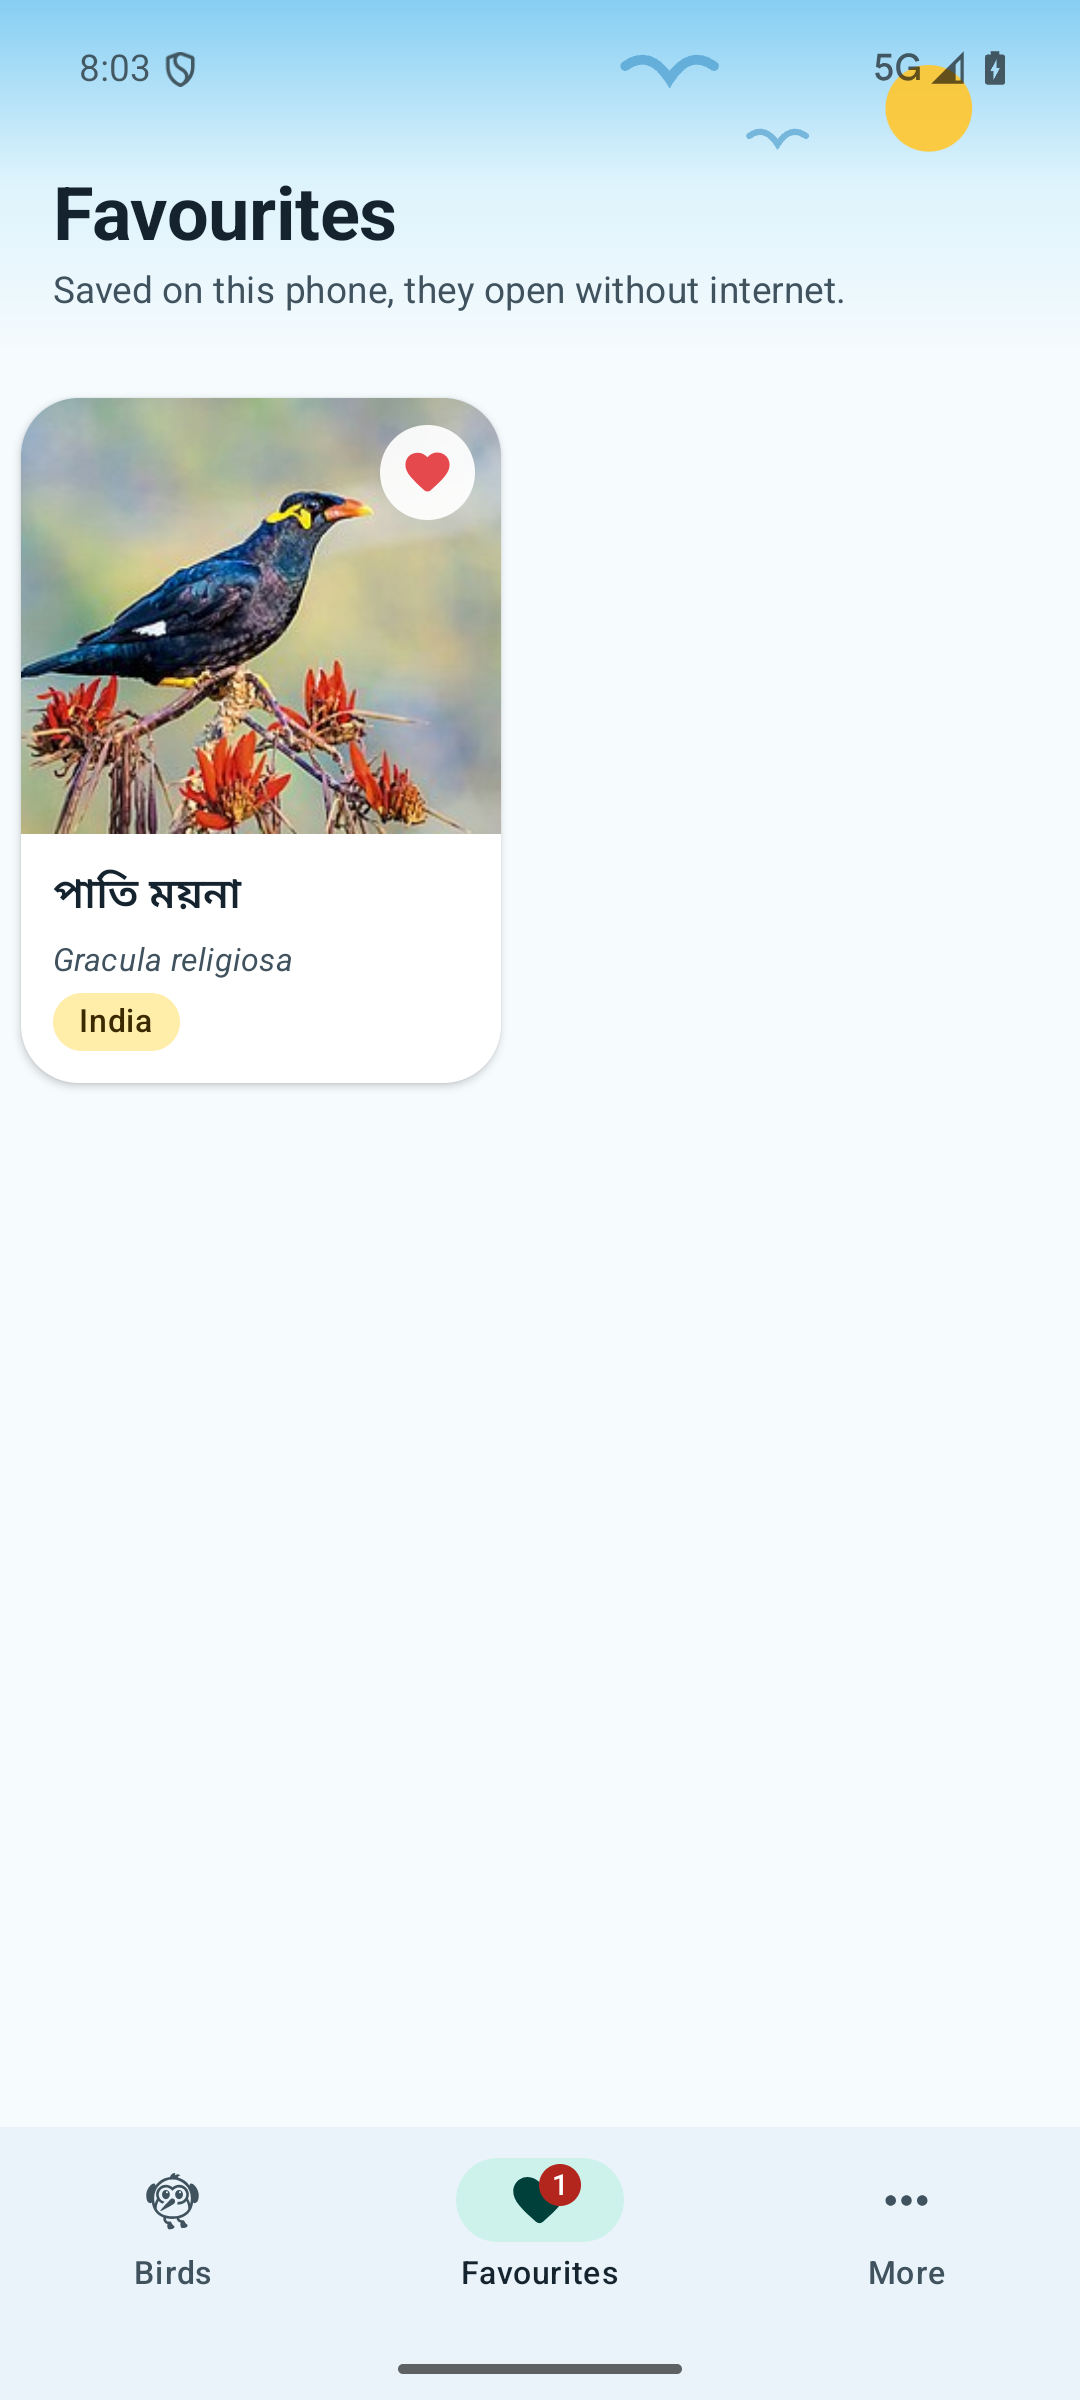 8:03
5G
Favourites
Saved on this phone, they open without internet.
পাতি ময়না
Gracula religiosa
India
1
Birds
Favourites
More